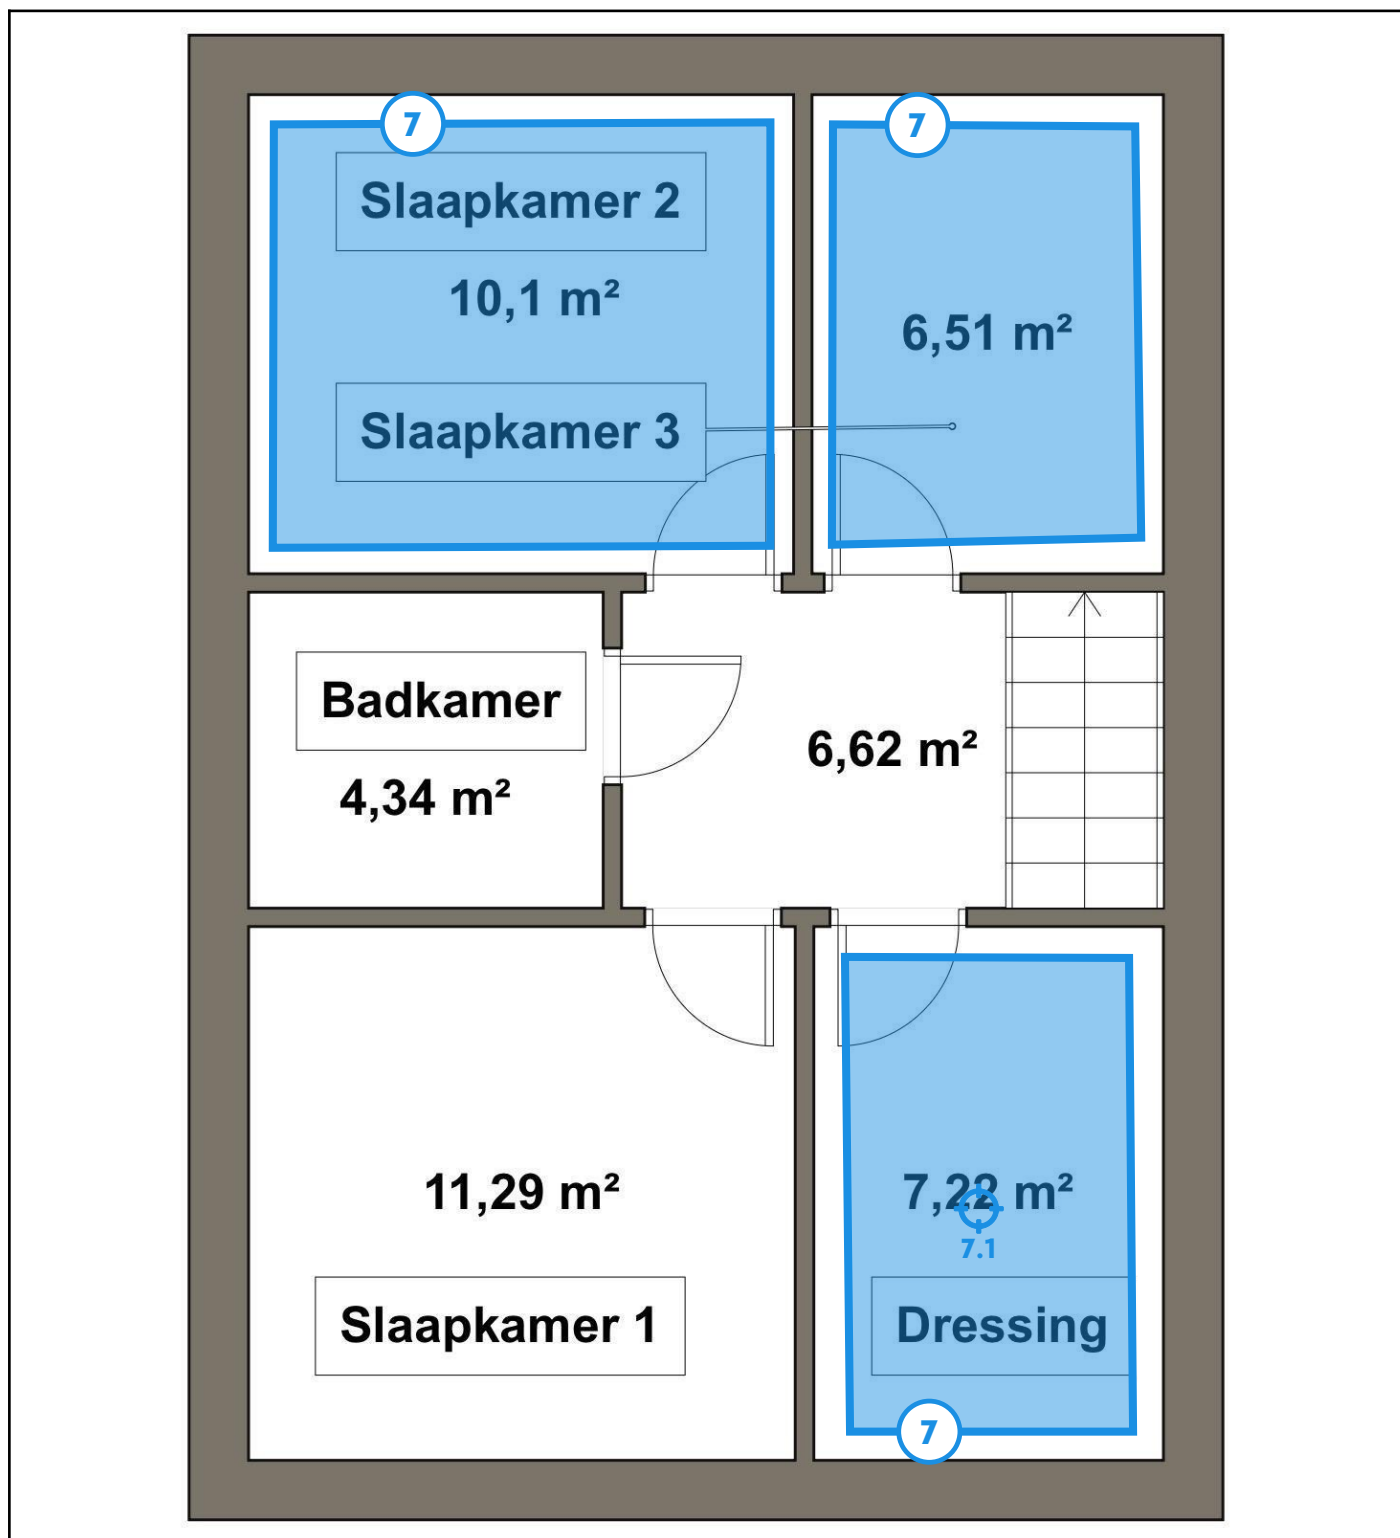 7
7
Slaapkamer 2
10,1 m²
6,51 m²
Slaapkamer 3
Badkamer
4,34 m²
6,62 m²
11,29 m²
7,22 m²
7.1
Slaapkamer 1
Dressing
7